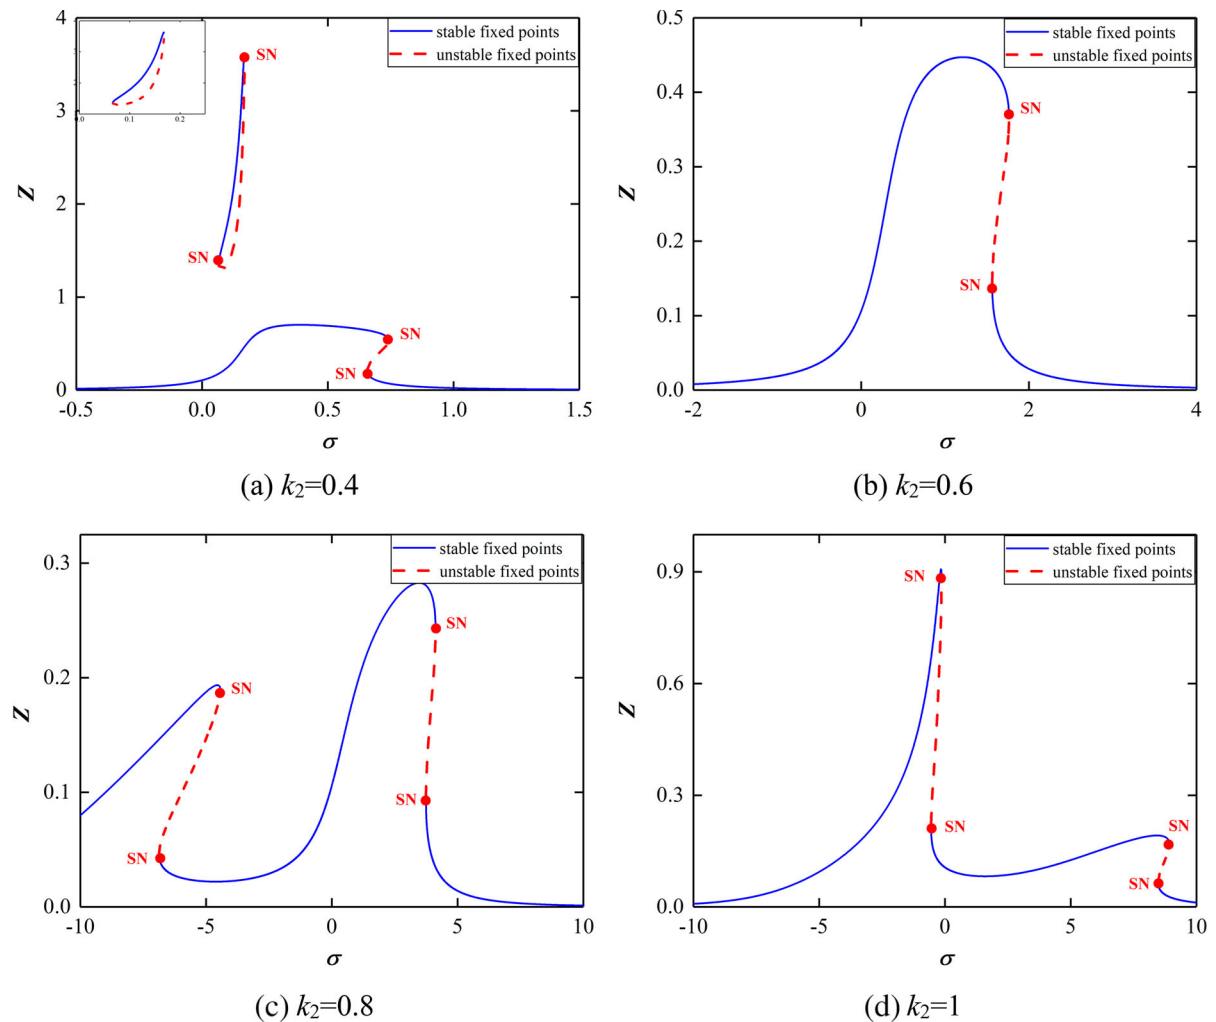 4
3
2
1
0
Z
0.0
0.1
0.2
stable fixed points
unstable fixed points
SN
SN
SN
SN
-0.5
0.0
0.5
1.0
1.5
σ
(a) k₂=0.4
0.5
0.4
0.3
0.2
0.1
0.0
Z
stable fixed points
unstable fixed points
SN
SN
-2
0
2
4
σ
(b) k₂=0.6
0.3
0.2
0.1
0.0
Z
stable fixed points
unstable fixed points
SN
SN
SN
SN
-10
-5
0
5
10
σ
(c) k₂=0.8
0.9
0.6
0.3
0.0
Z
stable fixed points
unstable fixed points
SN
SN
SN
SN
-10
-5
0
5
10
σ
(d) k₂=1